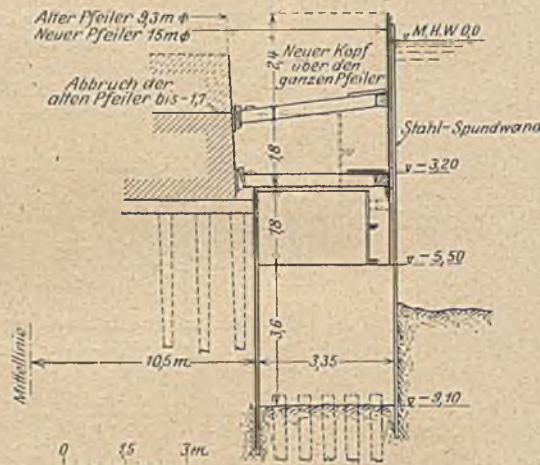 Alter Pfeiler 9,3m ϕ
Neuer Pfeiler 15m ϕ
M.H.W 0,0
2,4
Neuer Kopf
über den
ganzen Pfeiler
Abbruch der
alten Pfeiler bis -1,7
Stahl-Spundwand
1,8
-3,20
1,8
-5,50
3,6
Mittellinie
10,5 m
3,35
-9,10
0 1,5 3m